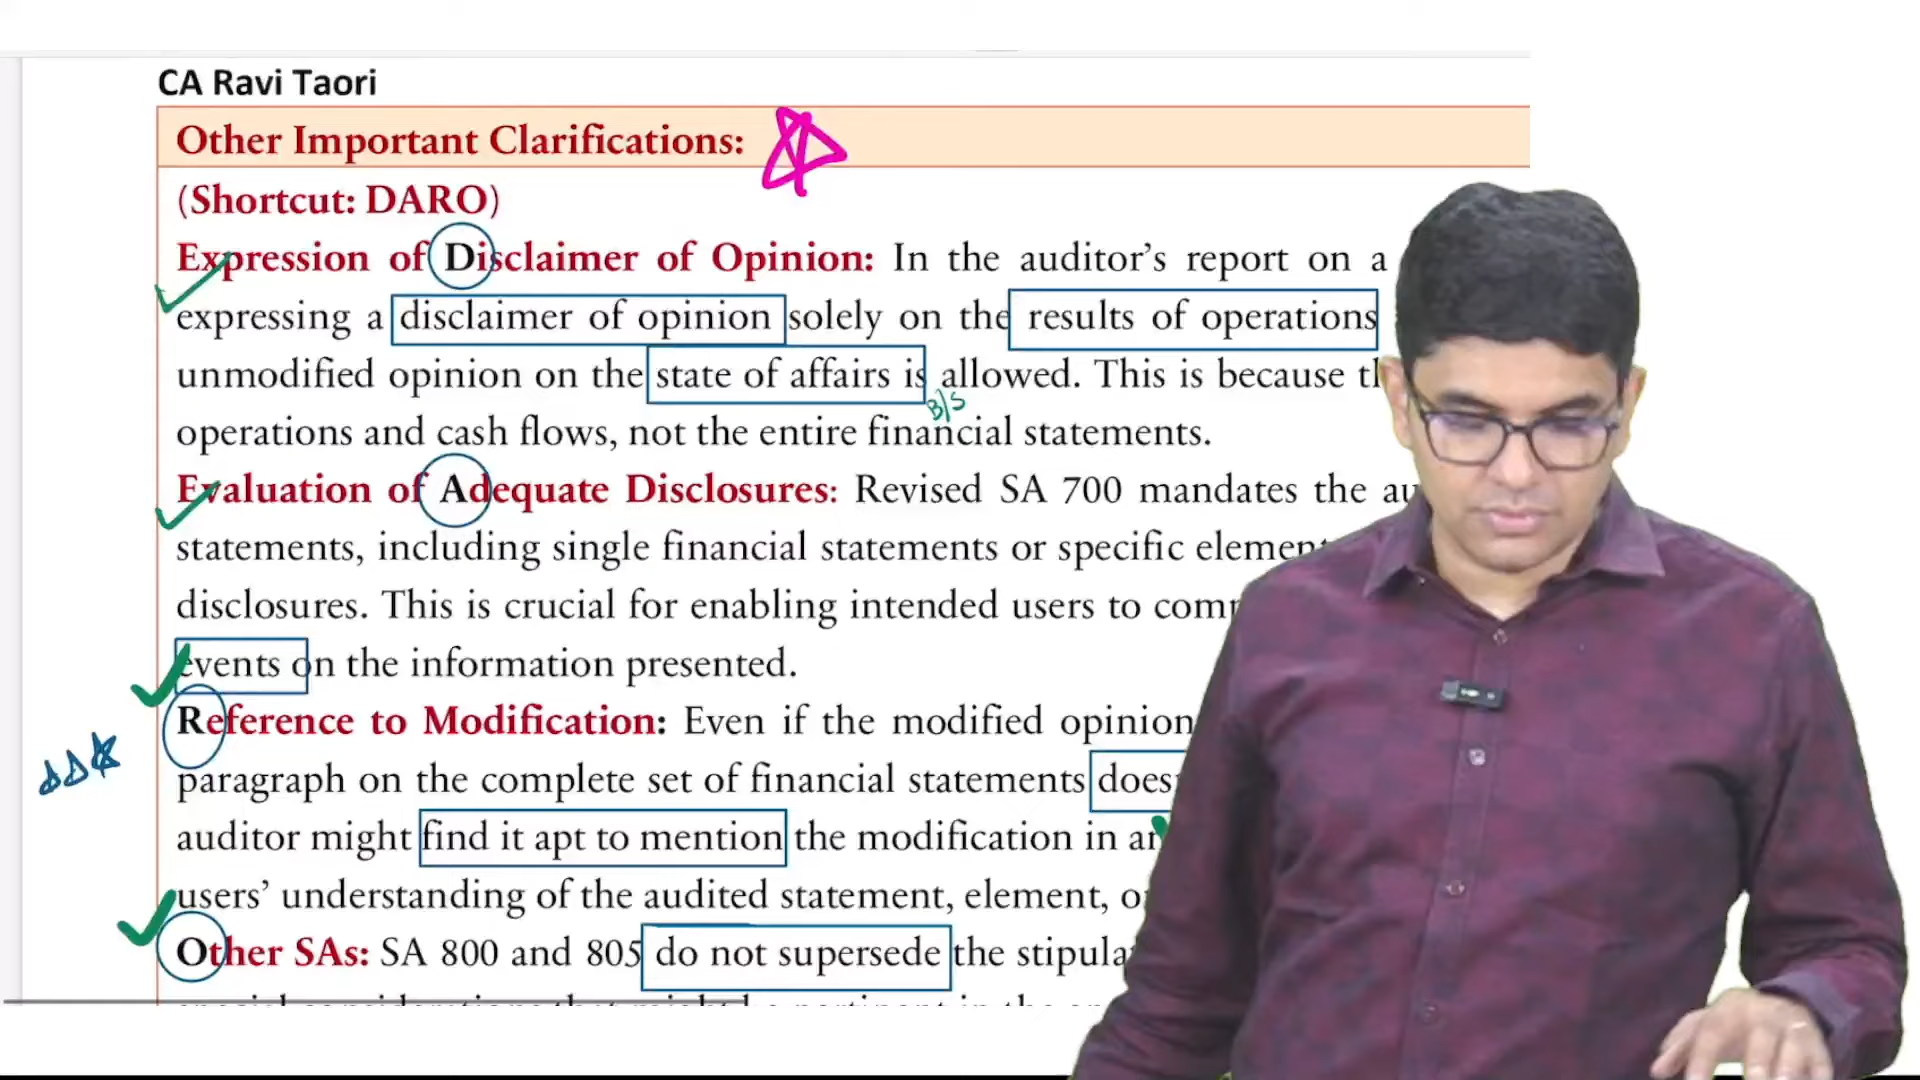 CA Ravi Taori
Other Important Clarifications:
(Shortcut: DARO)
Expression of Disclaimer of Opinion: In the auditor's report on a
expressing a disclaimer of opinion solely on the results of operations
unmodified opinion on the state of affairs is allowed. This is because
B/S
operations and cash flows, not the entire financial statements.
Evaluation of Adequate Disclosures: Revised SA 700 mandates the
statements, including single financial statements or specific
disclosures. This is crucial for enabling intended users to
events on the information presented.
Reference to Modification: Even if the modified opinion
paragraph on the complete set of financial statements does
auditor might find it apt to mention the modification in
users' understanding of the audited statement, element,
Other SAs: SA 800 and 805 do not supersede the